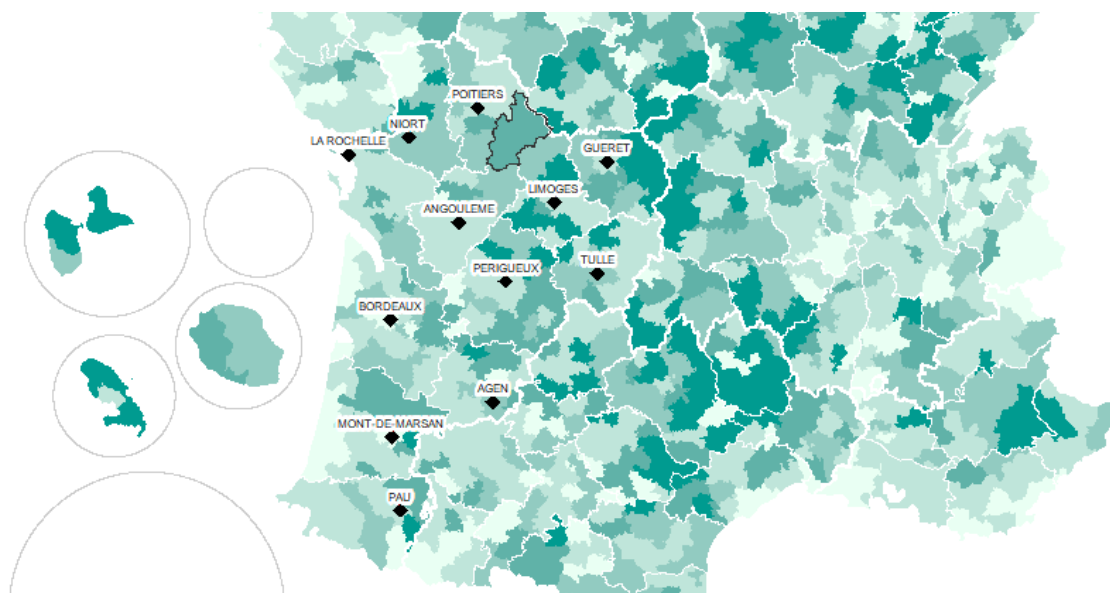 POITIERS
NIORT
LA ROCHELLE
GUERET
LIMOGES
ANGOULEME
TULLE
PERIGUEUX
BORDEAUX
AGEN
MONT-DE-MARSAN
PAU